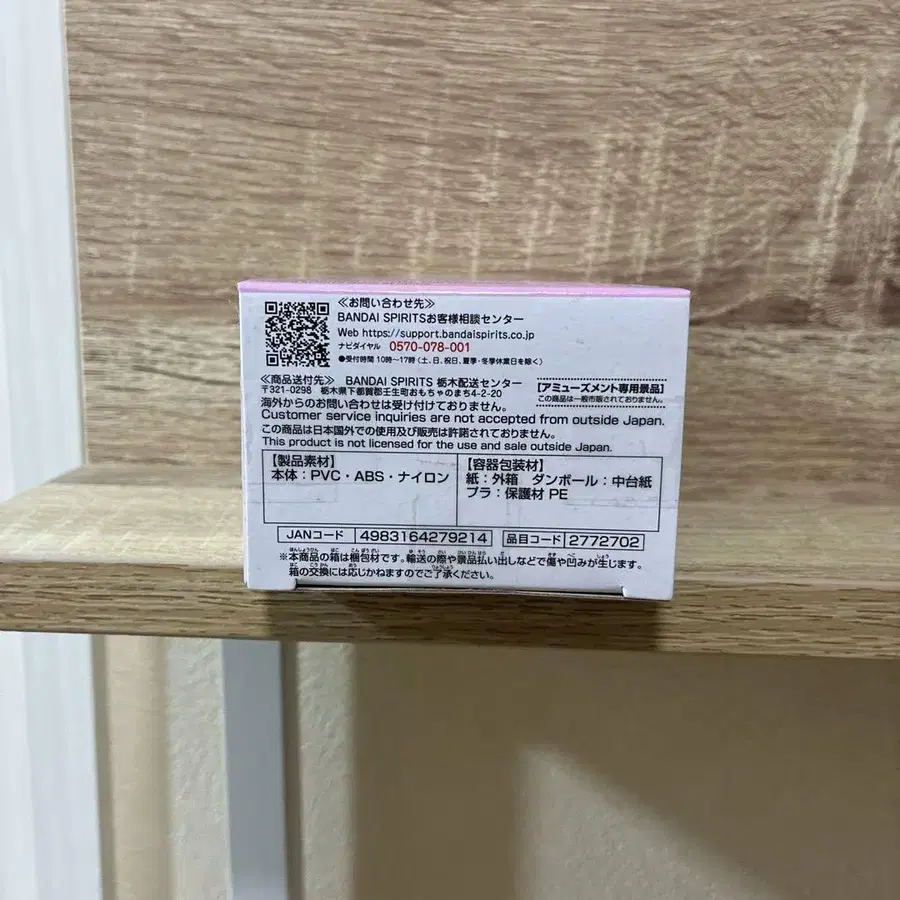 ≪お問い合わせ先≫
BANDAI SPIRITSお客様相談センター
Web https://support.bandaispirits.co.jp
ナビダイヤル 0570-078-001
●受付時間 10時〜17時(土、日、祝日、夏季・冬季休業日を除く)
≪商品送付先≫ BANDAI SPIRITS 栃木配送センター
〒321-0298 栃木県下都賀郡壬生町おもちゃのまち4-2-20
【アミューズメント専用景品】
この商品は一般市販されておりません。
海外からのお問い合わせは受け付けておりません。
Customer service inquiries are not accepted from outside Japan.
この商品は日本国外での使用及び販売は許諾されておりません。
This product is not licensed for the use and sale outside Japan.
【製品素材】
本体：PVC・ABS・ナイロン
【容器包装材】
紙：外箱 ダンボール：中台紙
プラ：保護材 PE
JANコード 4983164279214 品目コード 2772702
※本商品の箱は梱包材です。輸送の際や景品払い出しなどで傷や凹みが生じます。
箱の交換には応じかねますのでご了承ください。